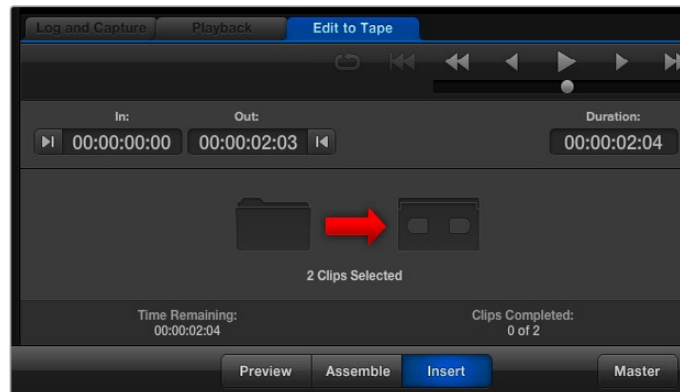 Log and Capture Playback Edit to Tape
In: Out: Duration:
00:00:00:00 00:00:02:03 00:00:02:04
2 Clips Selected
Time Remaining: Clips Completed:
00:00:02:04 0 of 2
Preview Assemble Insert Master